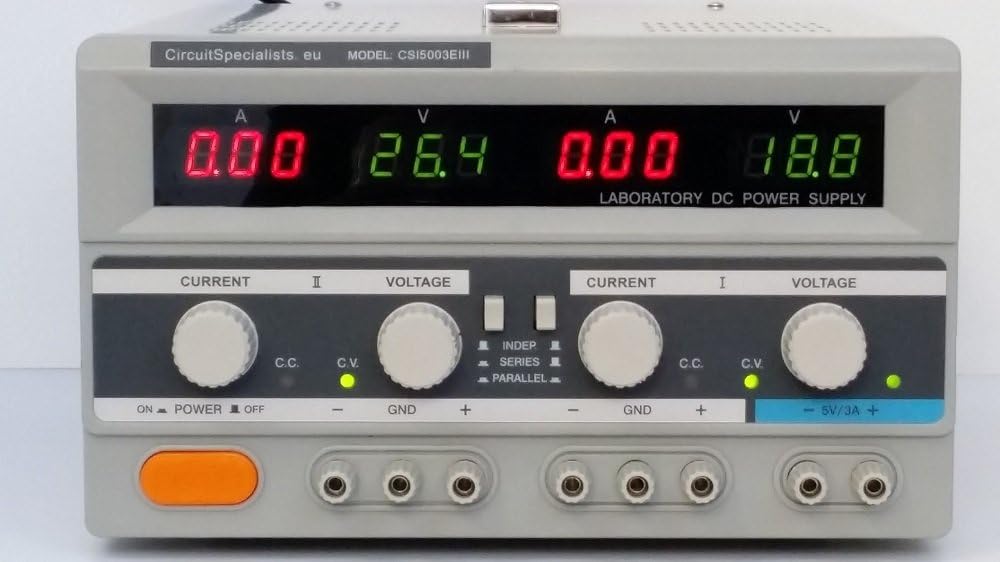 CircuitSpecialists. eu MODEL: CSI5003EIII
A V A V
0.00 26.4 0.00 18.8
LABORATORY DC POWER SUPPLY
CURRENT II VOLTAGE CURRENT I VOLTAGE
INDEP.
C.C. C.V. SERIES C.C. C.V.
PARALLEL
ON POWER OFF - GND + - GND + - 5V/3A +